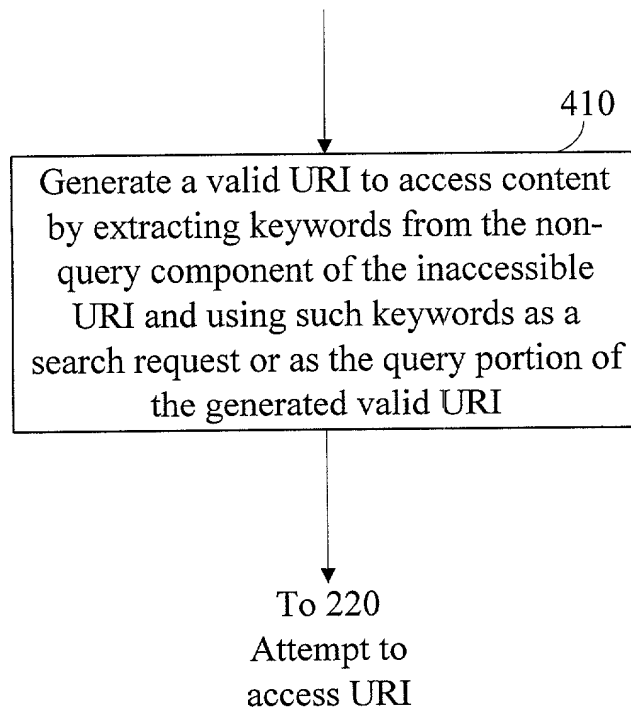 410
Generate a valid URI to access content
by extracting keywords from the non-
query component of the inaccessible
URI and using such keywords as a
search request or as the query portion of
the generated valid URI
To 220
Attempt to
access URI